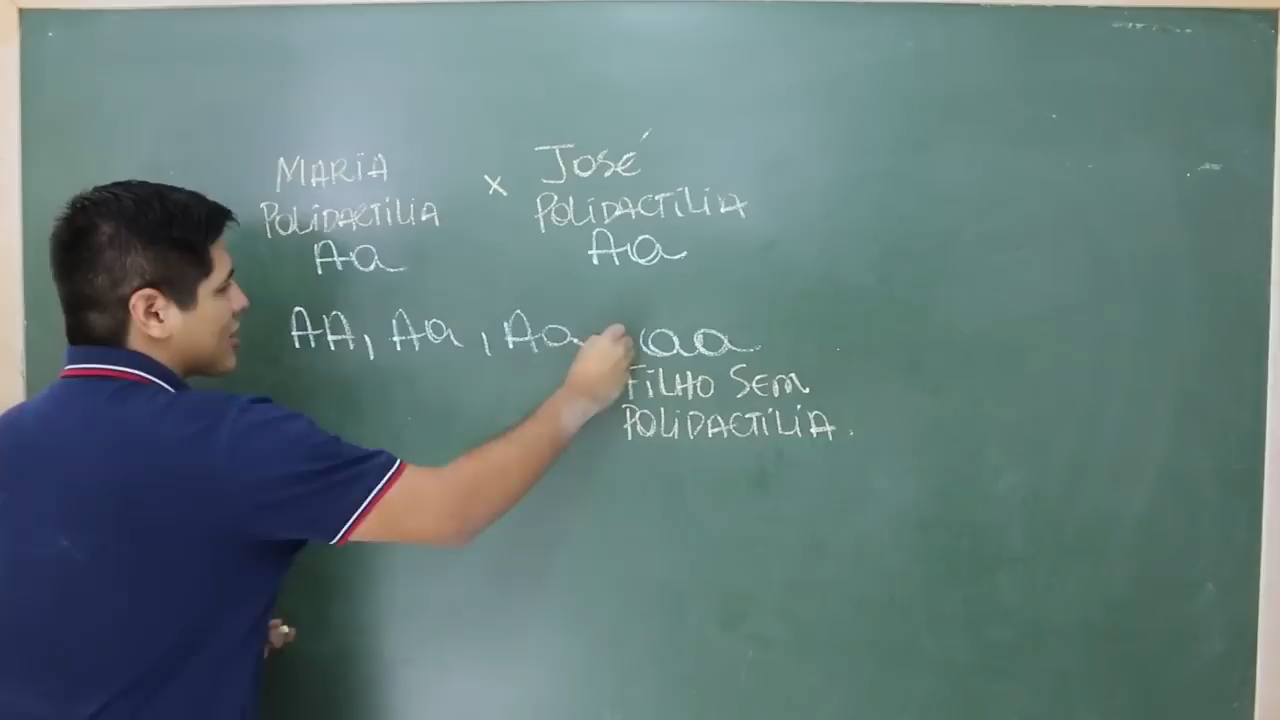 MARIA × JOSÉ
POLIDACTILIA POLIDACTILIA
Aa Aa
AA, Aa, Aa aa
FILHO SEM
POLIDACTILIA.